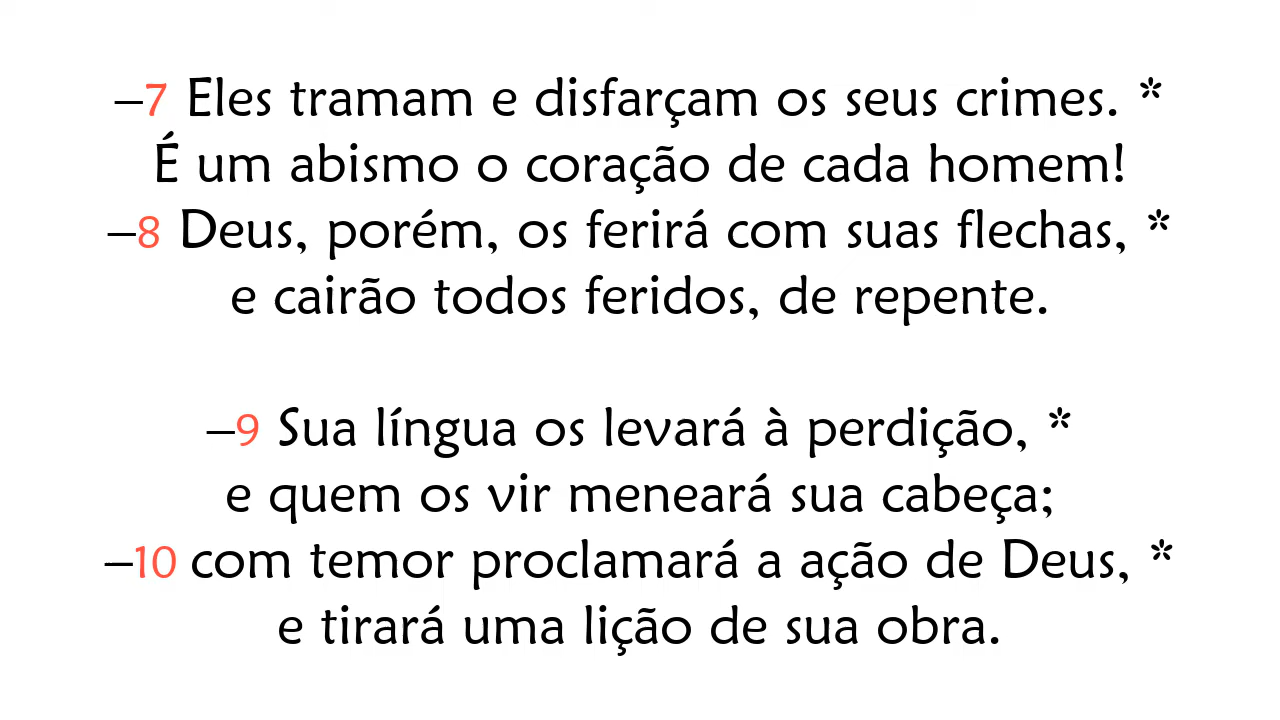 –7 Eles tramam e disfarçam os seus crimes. *
É um abismo o coração de cada homem!
–8 Deus, porém, os ferirá com suas flechas, *
e cairão todos feridos, de repente.
–9 Sua língua os levará à perdição, *
e quem os vir meneará sua cabeça;
–10 com temor proclamará a ação de Deus, *
e tirará uma lição de sua obra.